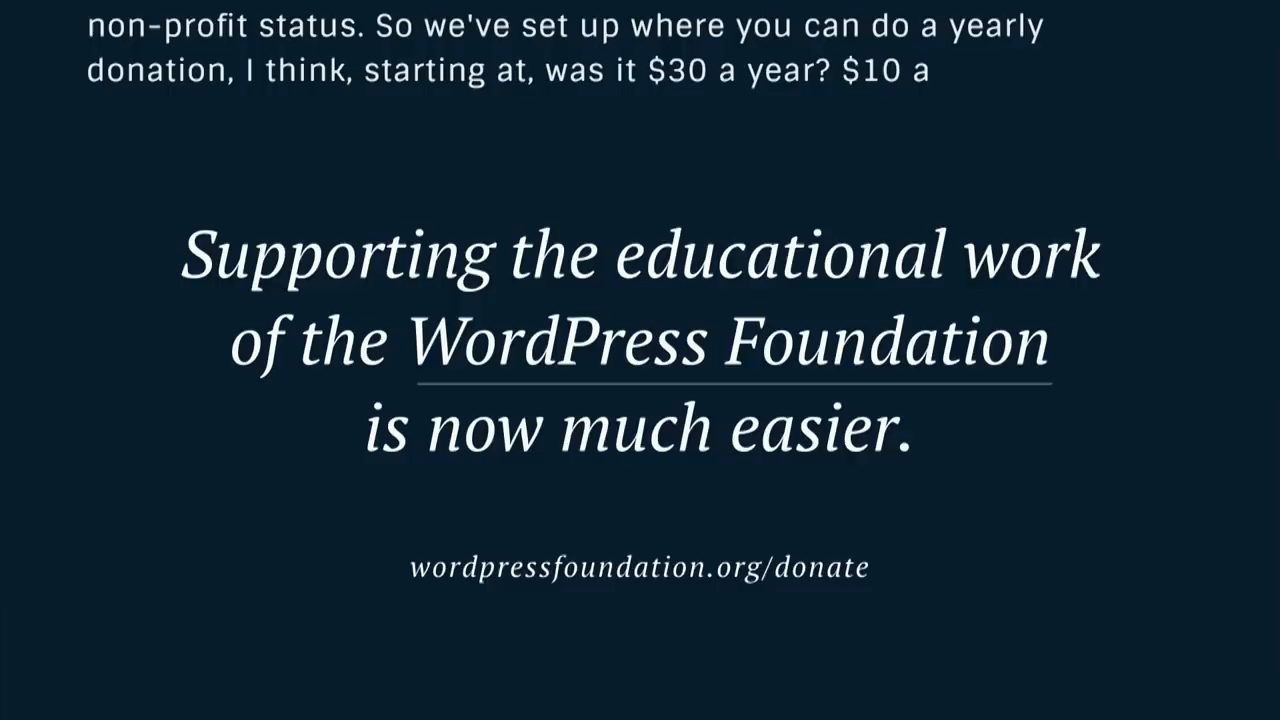 non-profit status. So we've set up where you can do a yearly
donation, I think, starting at, was it $30 a year? $10 a
Supporting the educational work
of the WordPress Foundation
is now much easier.
wordpressfoundation.org/donate